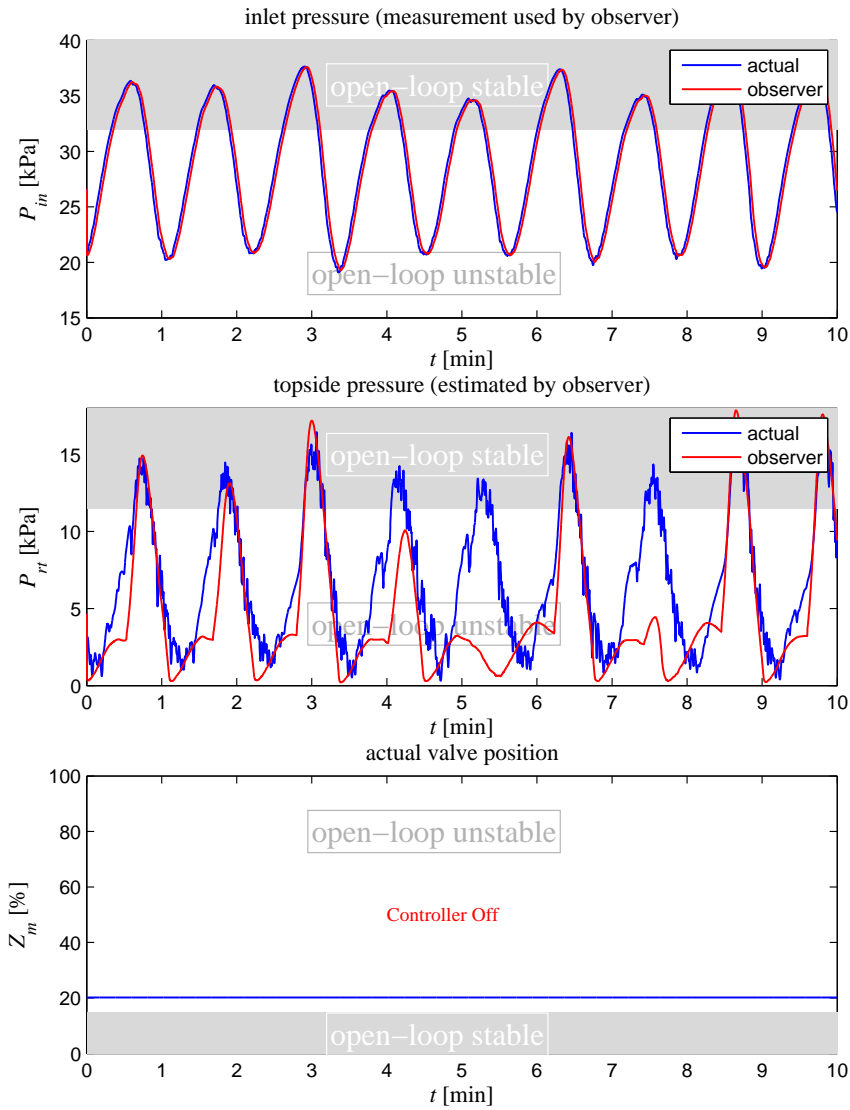 inlet pressure (measurement used by observer)
40
35
30
25
20
15
P_in [kPa]
open−loop stable
actual
observer
open−loop unstable
0 1 2 3 4 5 6 7 8 9 10
t [min]
topside pressure (estimated by observer)
15
10
5
0
P_rt [kPa]
open−loop stable
actual
observer
open−loop unstable
0 1 2 3 4 5 6 7 8 9 10
t [min]
actual valve position
100
80
60
40
20
0
Z_m [%]
open−loop unstable
Controller Off
open−loop stable
0 1 2 3 4 5 6 7 8 9 10
t [min]